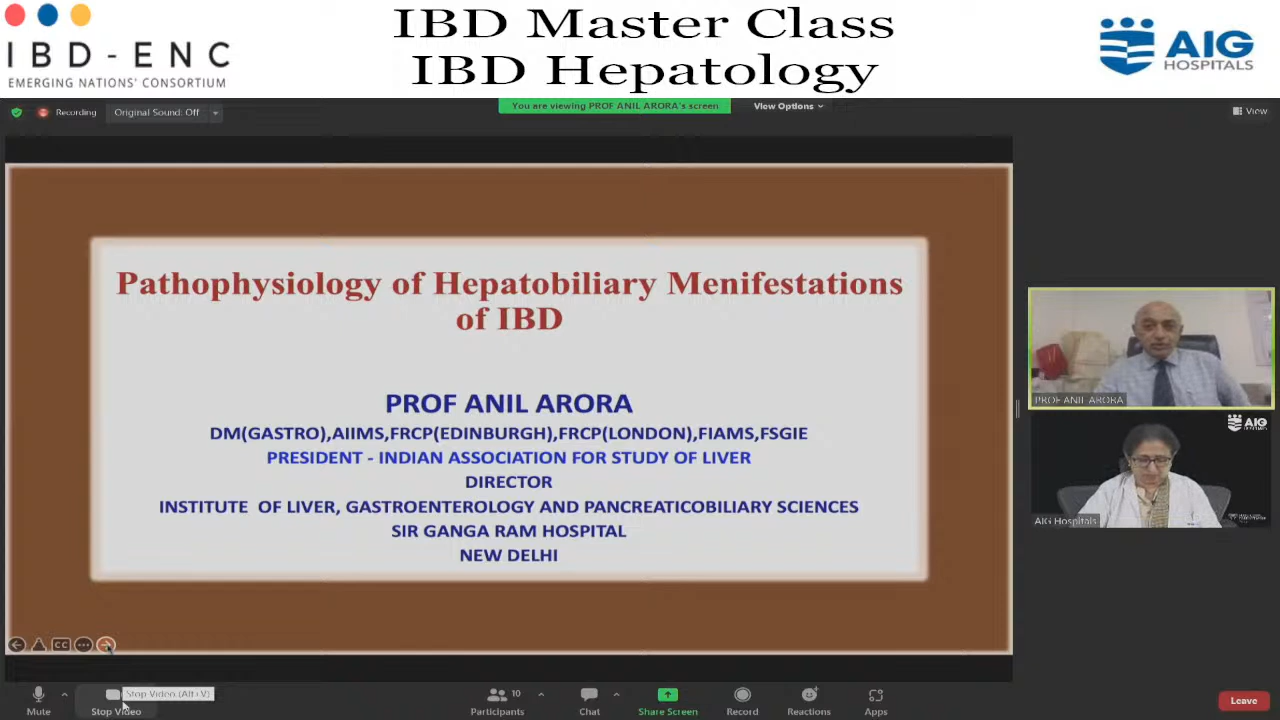 IBD Master Class
IBD Hepatology
IBD-ENC
EMERGING NATIONS' CONSORTIUM
AIG
HOSPITALS
Recording
Original Sound: Off
You are viewing PROF ANIL ARORA's screen
View Options
View
Pathophysiology of Hepatobiliary Menifestations
of IBD
PROF ANIL ARORA
DM(GASTRO),AIIMS,FRCP(EDINBURGH),FRCP(LONDON),FIAMS,FSGIE
PRESIDENT - INDIAN ASSOCIATION FOR STUDY OF LIVER
DIRECTOR
INSTITUTE OF LIVER, GASTROENTEROLOGY AND PANCREATICOBILIARY SCIENCES
SIR GANGA RAM HOSPITAL
NEW DELHI
PROF ANIL ARORA
AIG
AIG Hospitals
CC
Stop Video (Alt+V)
Mute
Stop Video
Participants
10
Chat
Share Screen
Record
Reactions
Apps
Leave